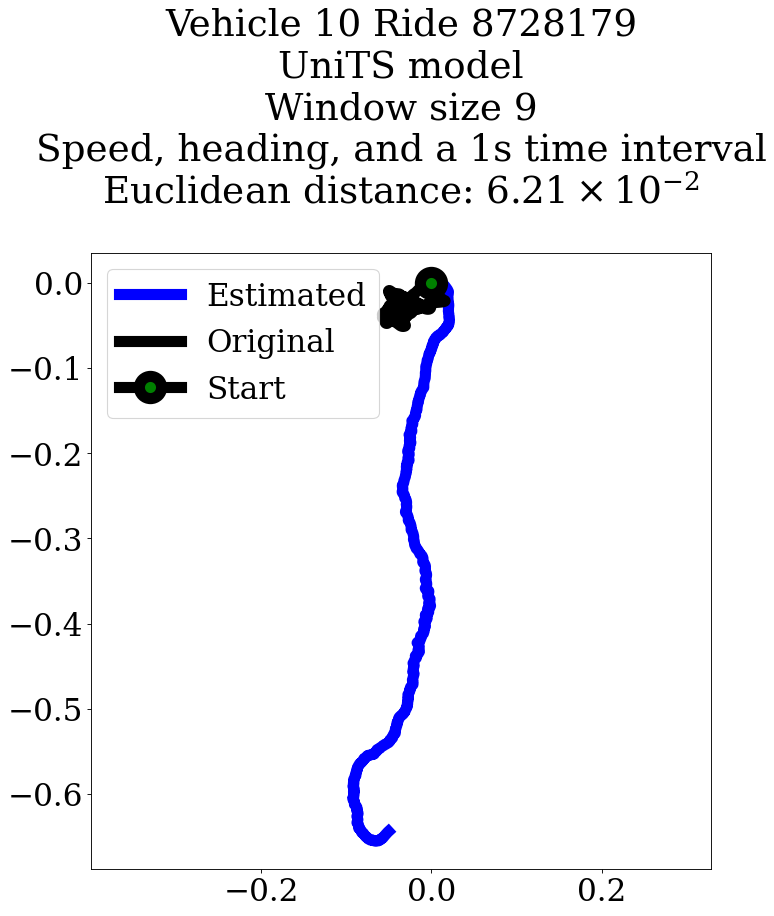 Vehicle 10 Ride 8728179
UniTS model
Window size 9
Speed, heading, and a 1s time interval
Euclidean distance: 6.21 × 10⁻²
Estimated
Original
Start
0.0
−0.1
−0.2
−0.3
−0.4
−0.5
−0.6
−0.2
0.0
0.2